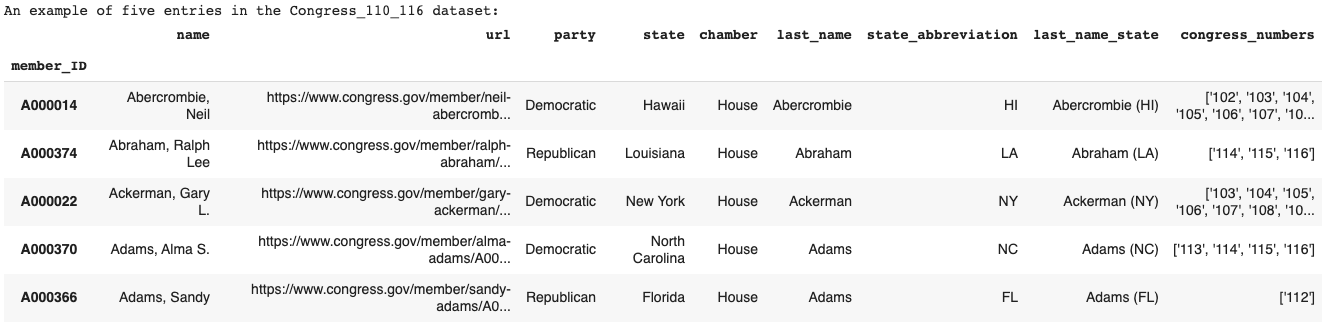 An example of five entries in the Congress_110_116 dataset:
name url party state chamber last_name state_abbreviation last_name_state congress_numbers
member_ID
A000014 Abercrombie, Neil https://www.congress.gov/member/neil-abercromb... Democratic Hawaii House Abercrombie HI Abercrombie (HI) ['102', '103', '104', '105', '106', '107', '10...
A000374 Abraham, Ralph Lee https://www.congress.gov/member/ralph-abraham/... Republican Louisiana House Abraham LA Abraham (LA) ['114', '115', '116']
A000022 Ackerman, Gary L. https://www.congress.gov/member/gary-ackerman/... Democratic New York House Ackerman NY Ackerman (NY) ['103', '104', '105', '106', '107', '108', '10...
A000370 Adams, Alma S. https://www.congress.gov/member/alma-adams/A00... Democratic North Carolina House Adams NC Adams (NC) ['113', '114', '115', '116']
A000366 Adams, Sandy https://www.congress.gov/member/sandy-adams/A0... Republican Florida House Adams FL Adams (FL) ['112']